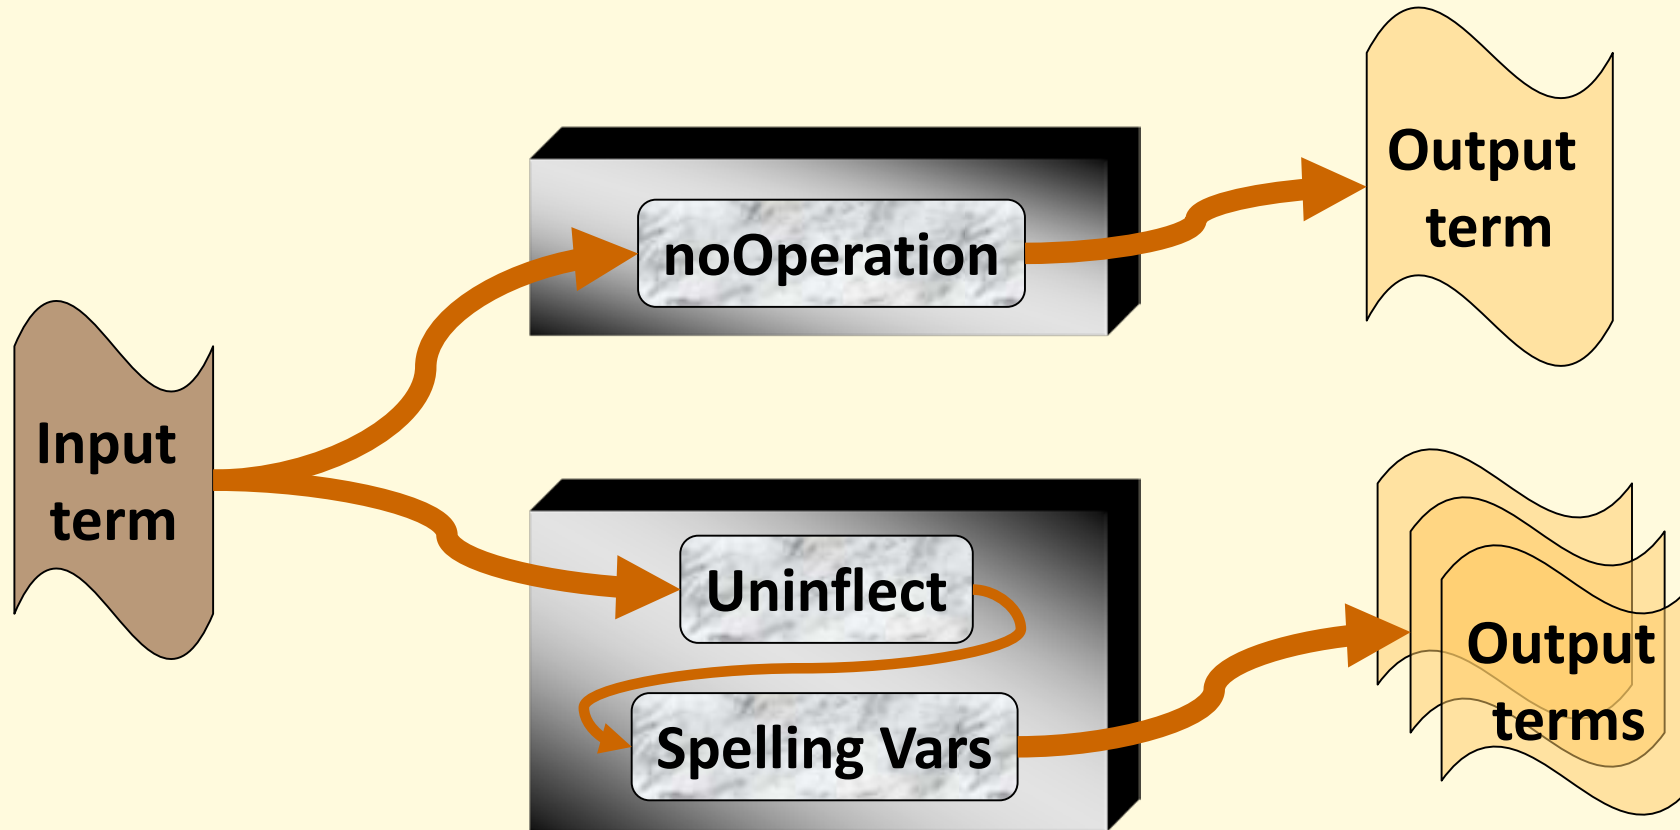 Input
term
noOperation
Output
term
Uninflect
Spelling Vars
Output
terms